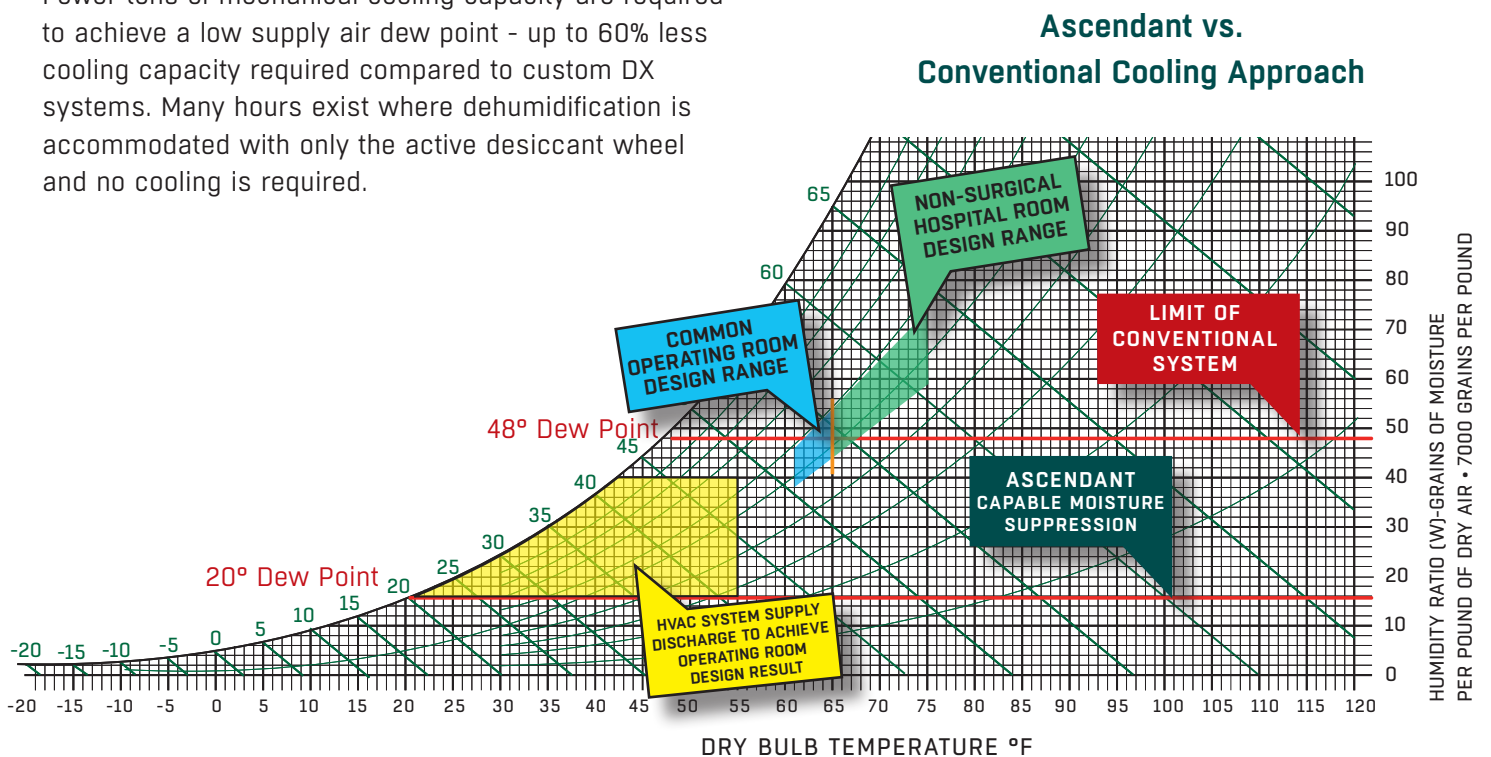 to achieve a low supply air dew point - up to 60% less
cooling capacity required compared to custom DX
systems. Many hours exist where dehumidification is
accommodated with only the active desiccant wheel
and no cooling is required.
Ascendant vs.
Conventional Cooling Approach
NON-SURGICAL
HOSPITAL ROOM
DESIGN RANGE
COMMON
OPERATING ROOM
DESIGN RANGE
LIMIT OF
CONVENTIONAL
SYSTEM
48° Dew Point
ASCENDANT
CAPABLE MOISTURE
SUPPRESSION
20° Dew Point
HVAC SYSTEM SUPPLY
DISCHARGE TO ACHIEVE
OPERATING ROOM
DESIGN RESULT
-20 -15 -10 -5 0 5 10 15 20 25 30 35 40 45 60 65
100
90
80
70
60
50
40
30
20
10
0
-20 -15 -10 -5 0 5 10 15 20 25 30 35 40 45 50 55 60 65 70 75 80 85 90 95 100 105 110 115 120
DRY BULB TEMPERATURE °F
HUMIDITY RATIO (W)-GRAINS OF MOISTURE
PER POUND OF DRY AIR • 7000 GRAINS PER POUND